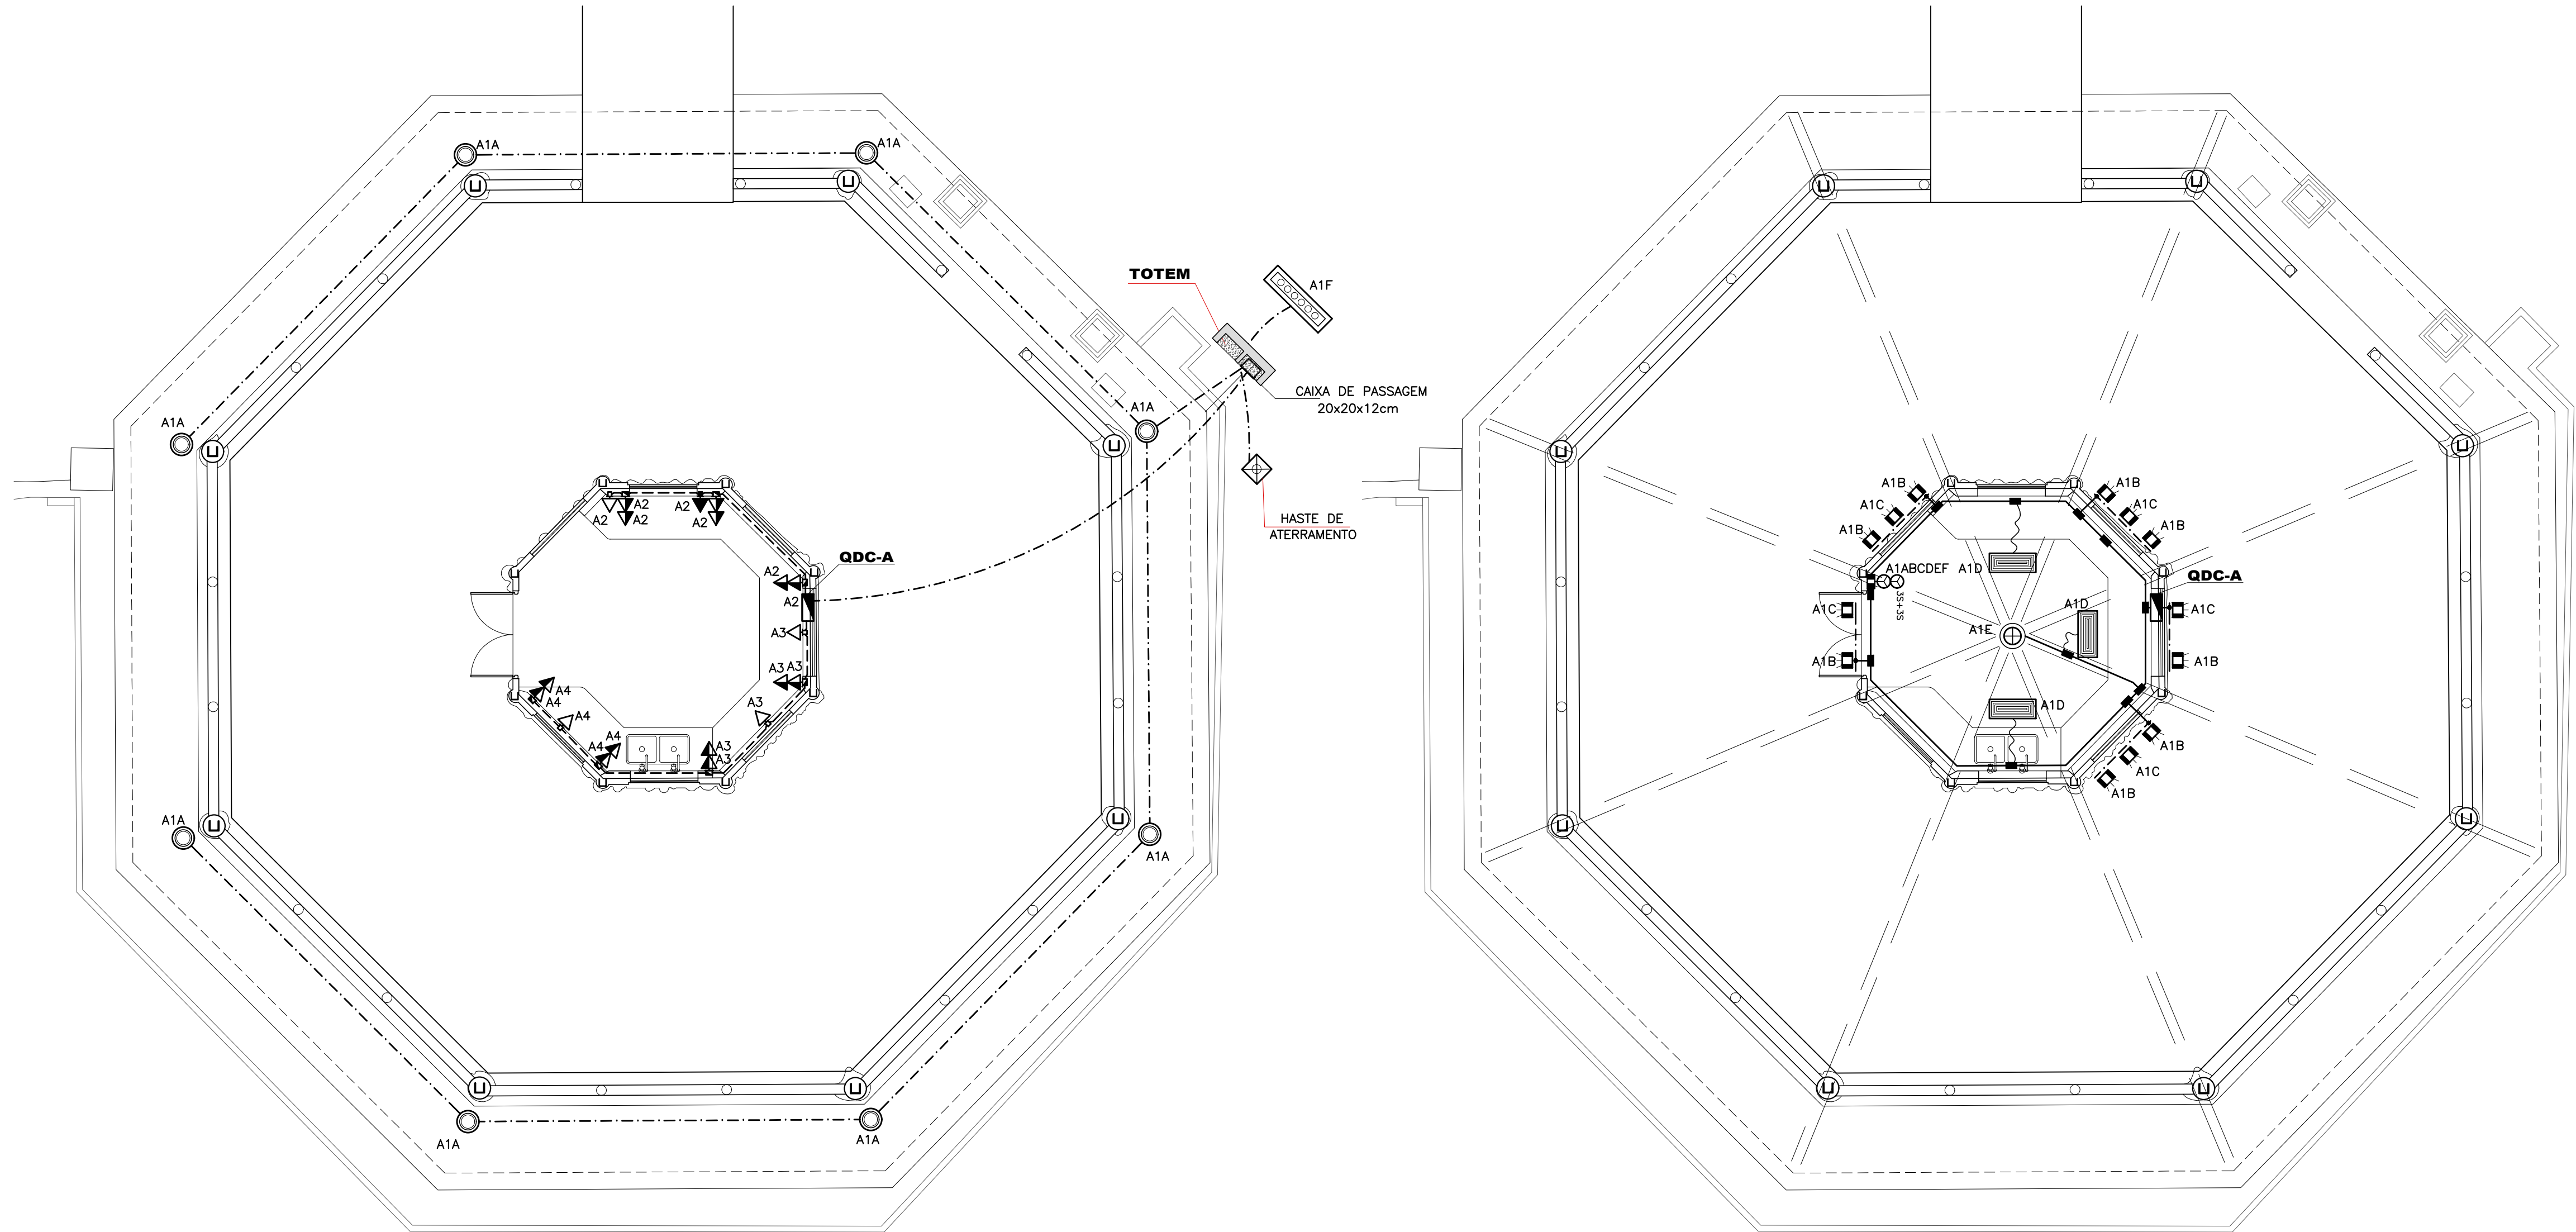 A1A
A1A
TOTEM
A1F
CAIXA DE PASSAGEM
20x20x12cm
A1A
A1A
HASTE DE
ATERRAMENTO
A2
A2
A2
A2
A2
QDC-A
A2
A2
A3
A3 A3
A4
A4
A4
A4
A4
A3
A3
A3
A1A
A1A
A1A
A1A
A1B
A1C
A1B
A1B
A1C
A1B
A1ABCDEF
A1D
3S+3S
QDC-A
A1C
A1D
A1C
A1E
A1B
A1B
A1D
A1B
A1C
A1B